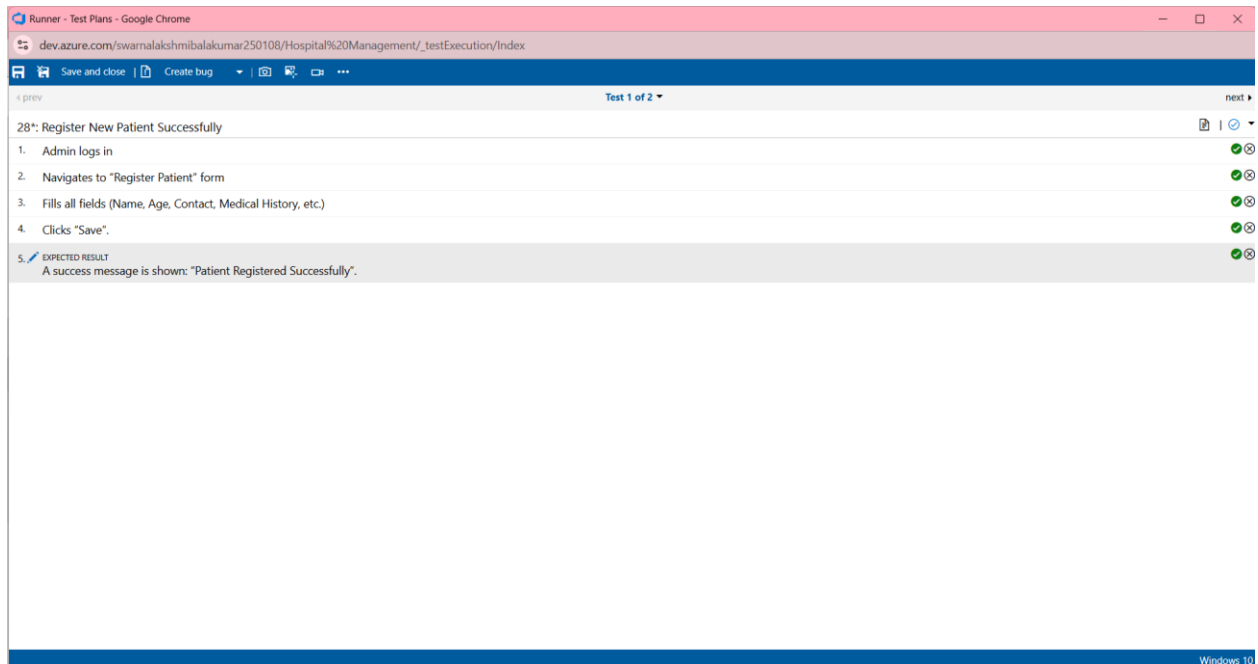 Runner - Test Plans - Google Chrome
dev.azure.com/swarnalakshmibalakumar250108/Hospital%20Management/_testExecution/Index
Save and close Create bug
prev Test 1 of 2 next
28*: Register New Patient Successfully
1. Admin logs in
2. Navigates to “Register Patient” form
3. Fills all fields (Name, Age, Contact, Medical History, etc.)
4. Clicks “Save”.
5. EXPECTED RESULT
A success message is shown: “Patient Registered Successfully”.
Windows 10